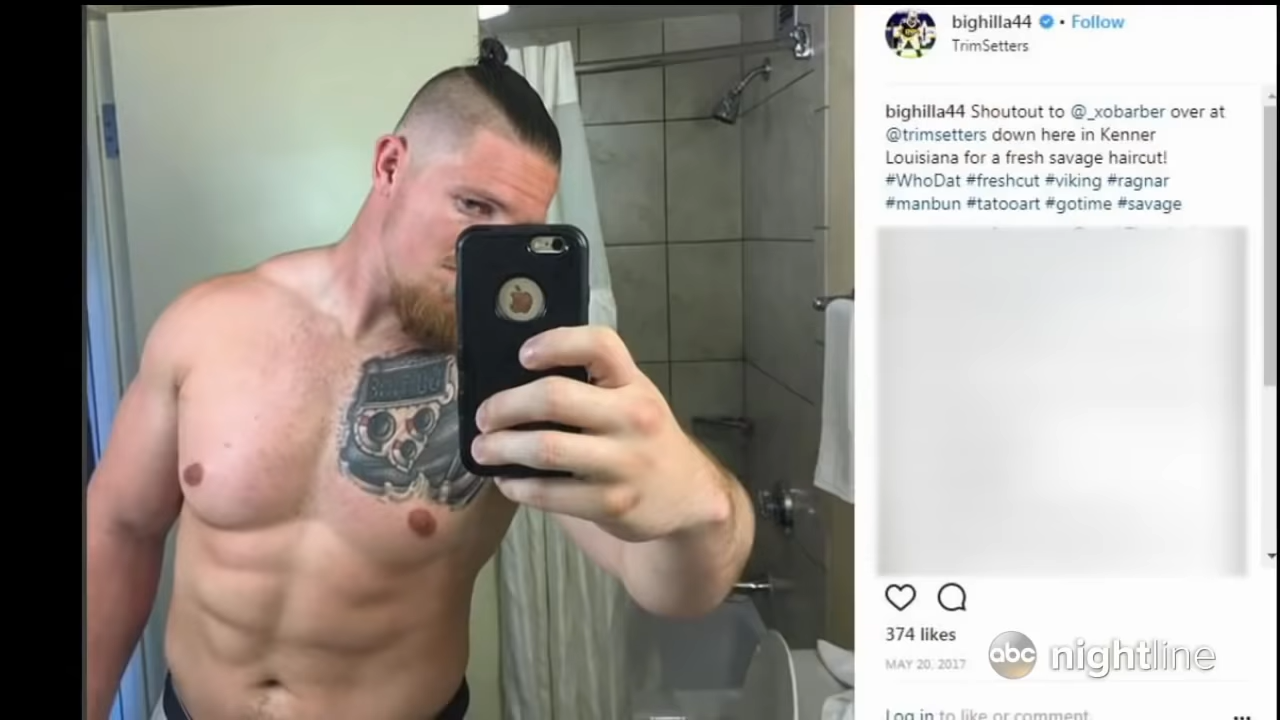 bighilla44 • Follow
TrimSetters
bighilla44 Shoutout to @_xobarber over at
@trimsetters down here in Kenner
Louisiana for a fresh savage haircut!
#WhoDat #freshcut #viking #ragnar
#manbun #tatooart #gotime #savage
374 likes
MAY 20, 2017
abc nightline
Log in to like or comment.